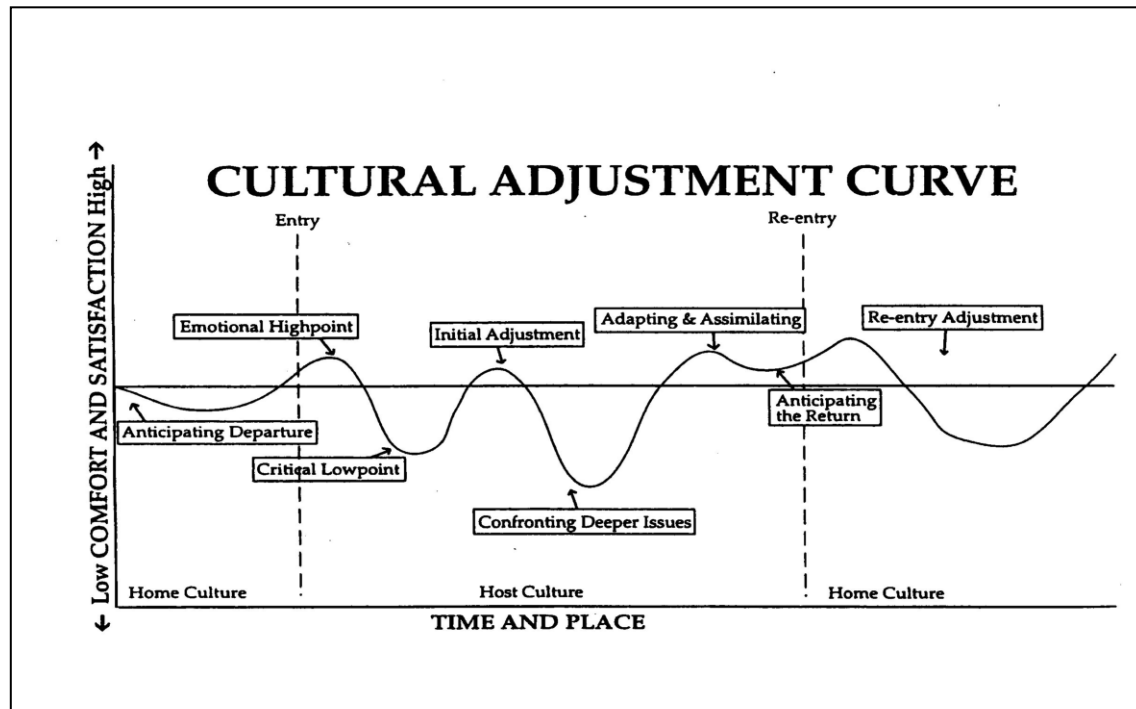 CULTURAL ADJUSTMENT CURVE
← Low COMFORT AND SATISFACTION High →
Entry
Re-entry
Emotional Highpoint
Initial Adjustment
Adapting & Assimilating
Re-entry Adjustment
Anticipating Departure
Critical Lowpoint
Confronting Deeper Issues
Anticipating
the Return
Home Culture
Host Culture
Home Culture
TIME AND PLACE